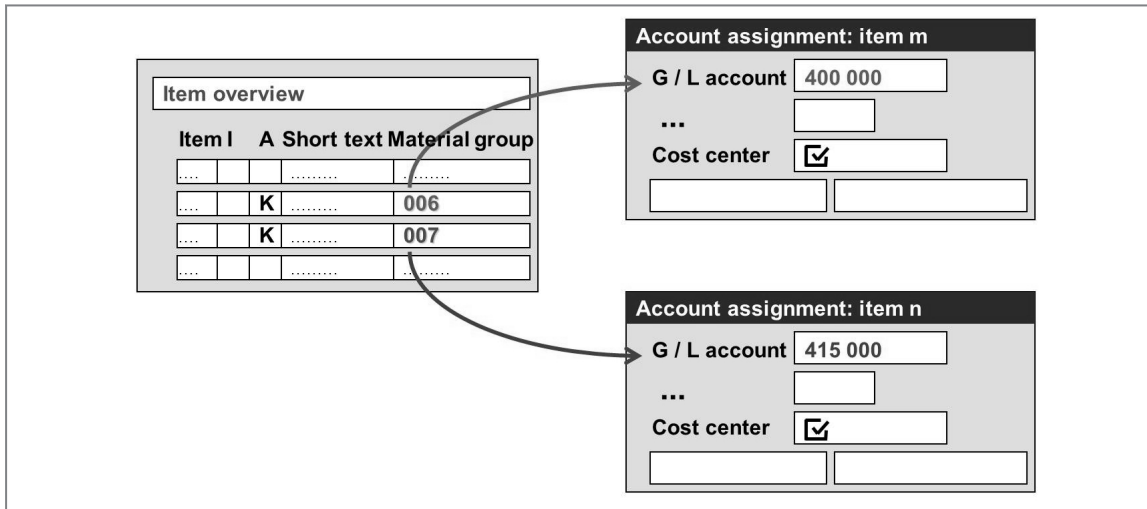 Item overview
Item I A Short text Material group
.... ......... .........
.... K ......... 006
.... K ......... 007
.... ......... .........
Account assignment: item m
G / L account 400 000
...
Cost center
Account assignment: item n
G / L account 415 000
...
Cost center